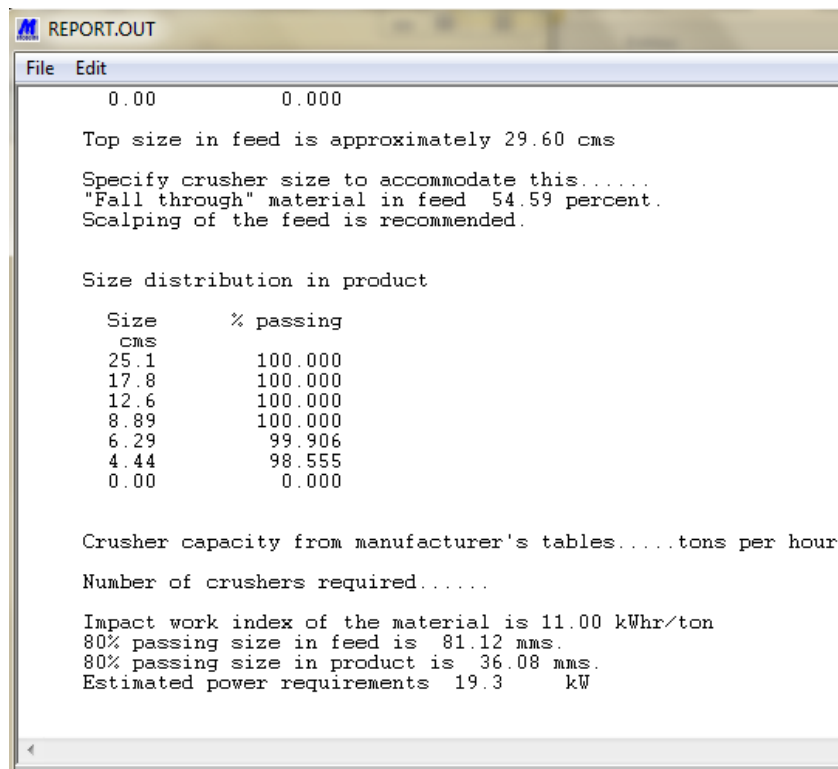 REPORT.OUT
File Edit
0.00 0.000
Top size in feed is approximately 29.60 cms
Specify crusher size to accommodate this......
"Fall through" material in feed 54.59 percent.
Scalping of the feed is recommended.
Size distribution in product
Size % passing
cms
25.1 100.000
17.8 100.000
12.6 100.000
8.89 100.000
6.29 99.906
4.44 98.555
0.00 0.000
Crusher capacity from manufacturer's tables.....tons per hour
Number of crushers required......
Impact work index of the material is 11.00 kWhr/ton
80% passing size in feed is 81.12 mms.
80% passing size in product is 36.08 mms.
Estimated power requirements 19.3 kW